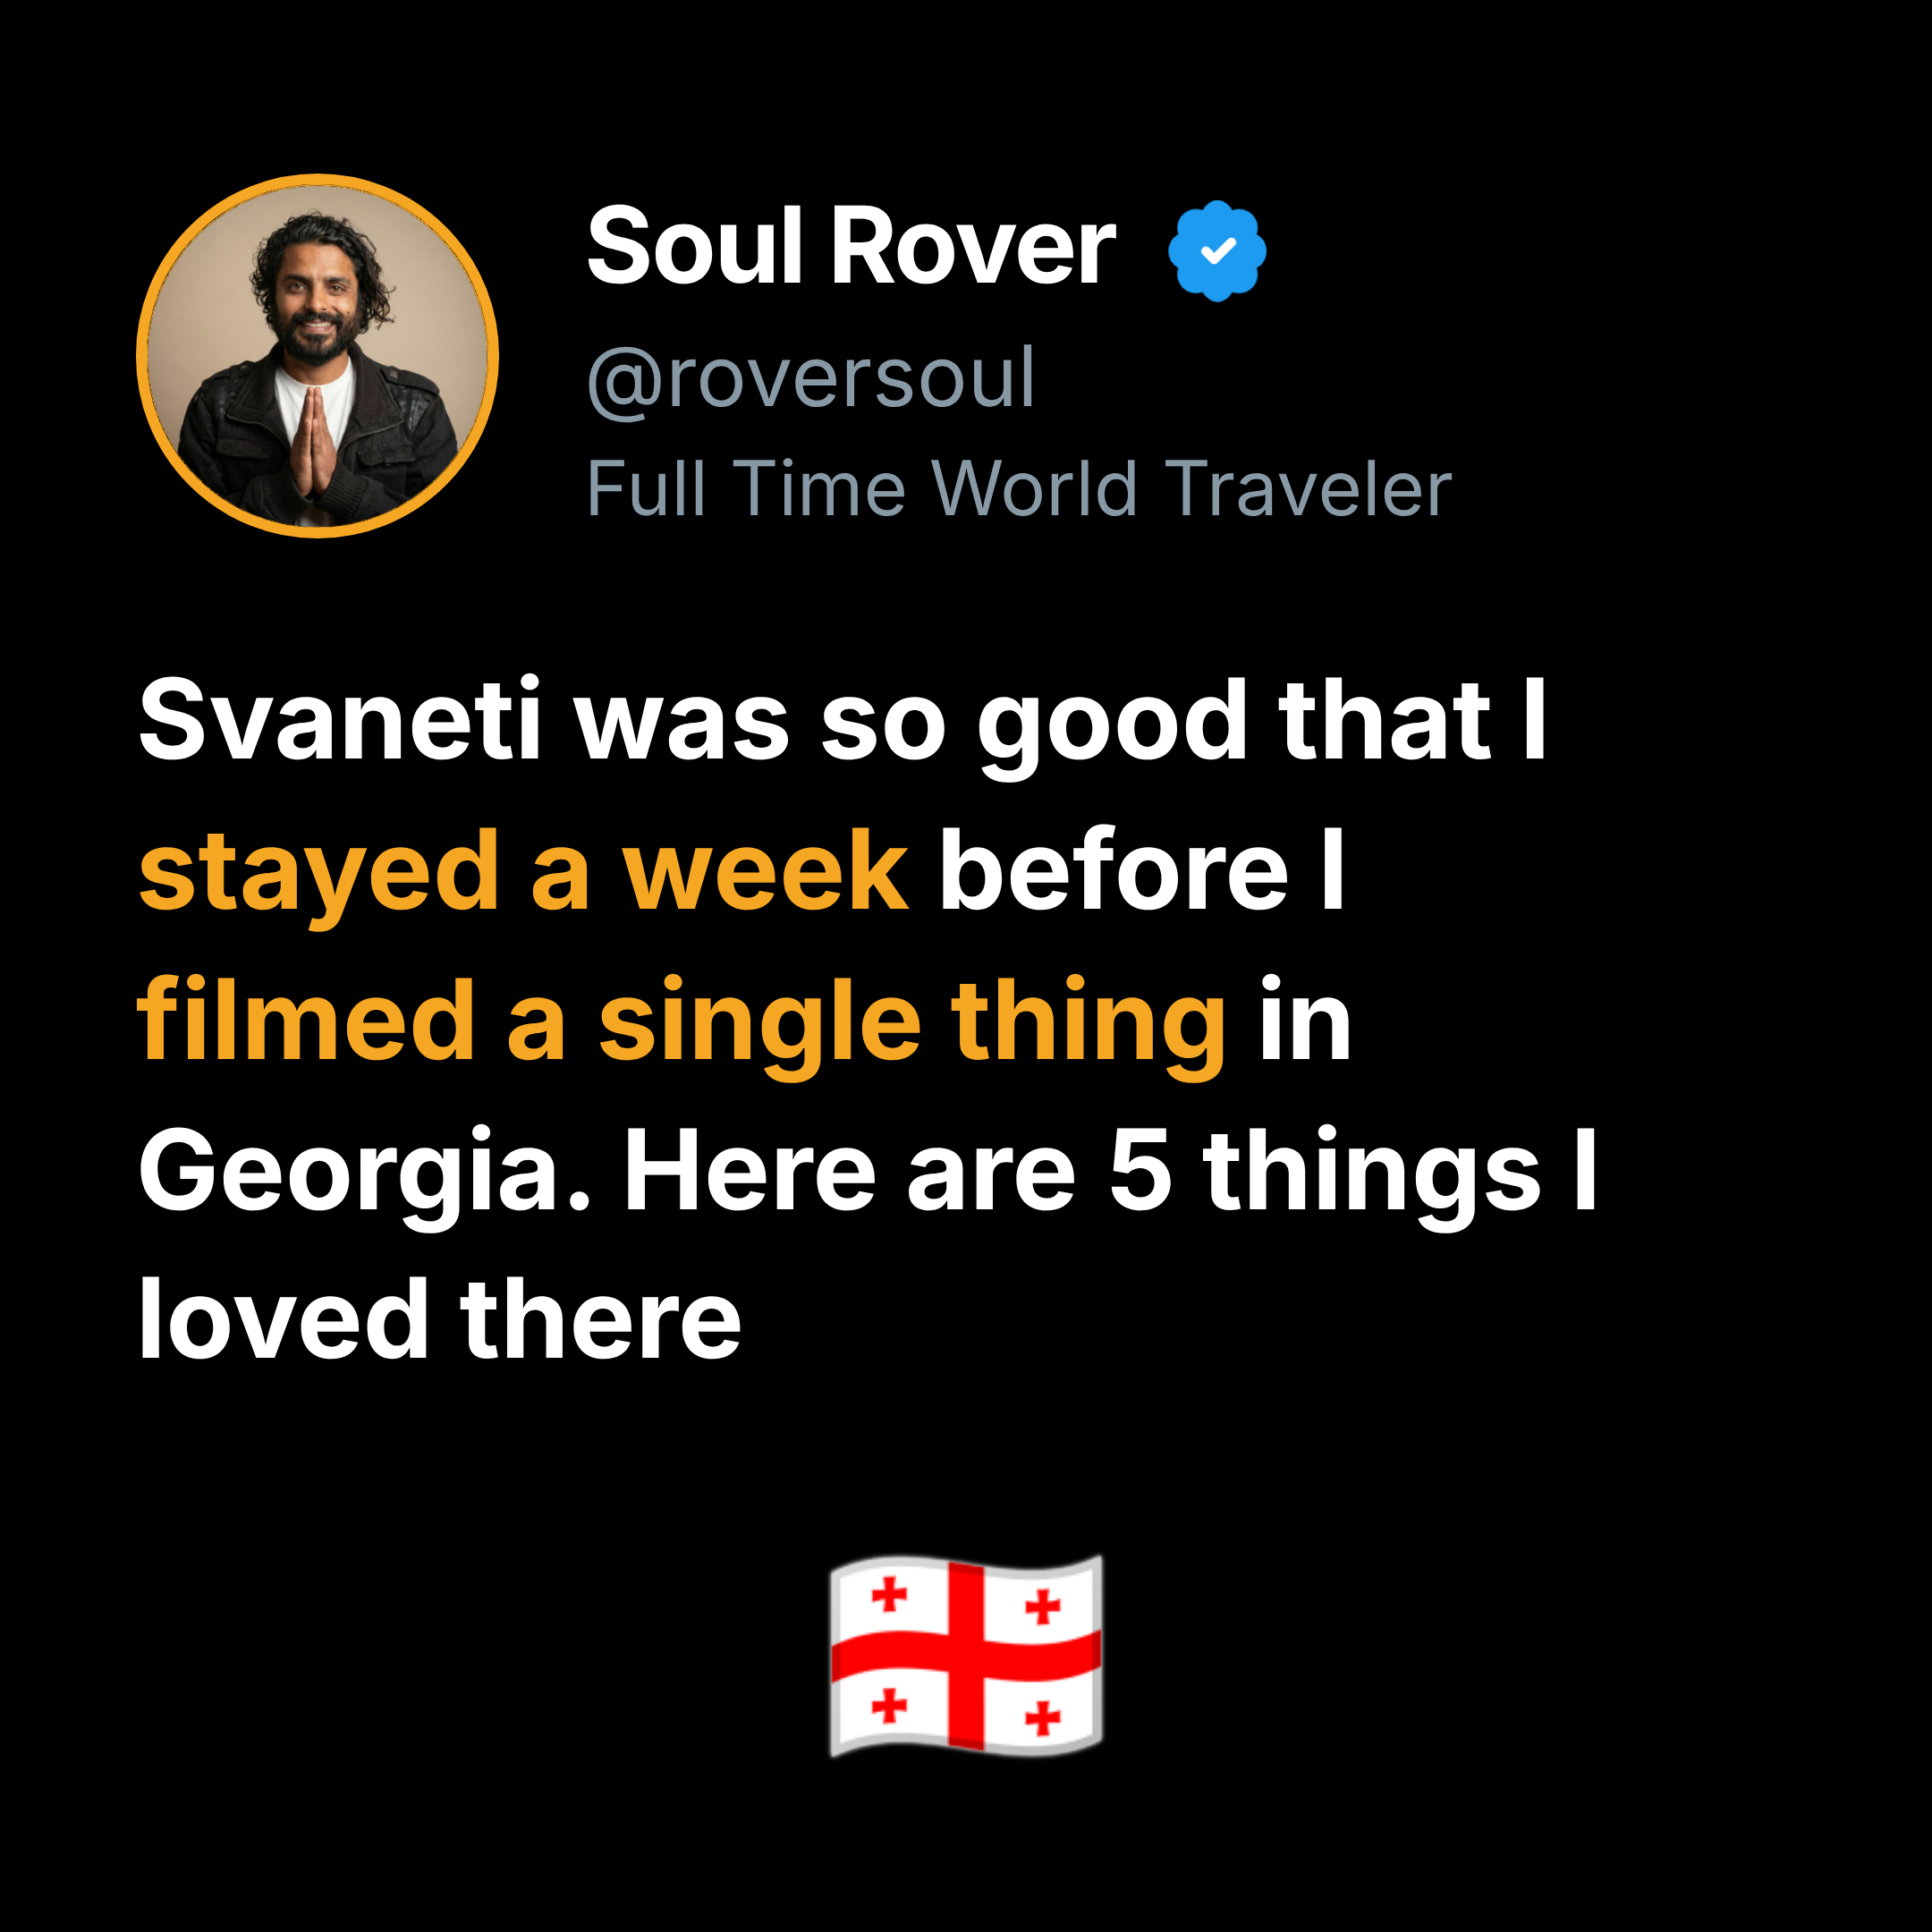 Soul Rover
@roversoul
Full Time World Traveler
Svaneti was so good that I
stayed a week before I
filmed a single thing in
Georgia. Here are 5 things I
loved there